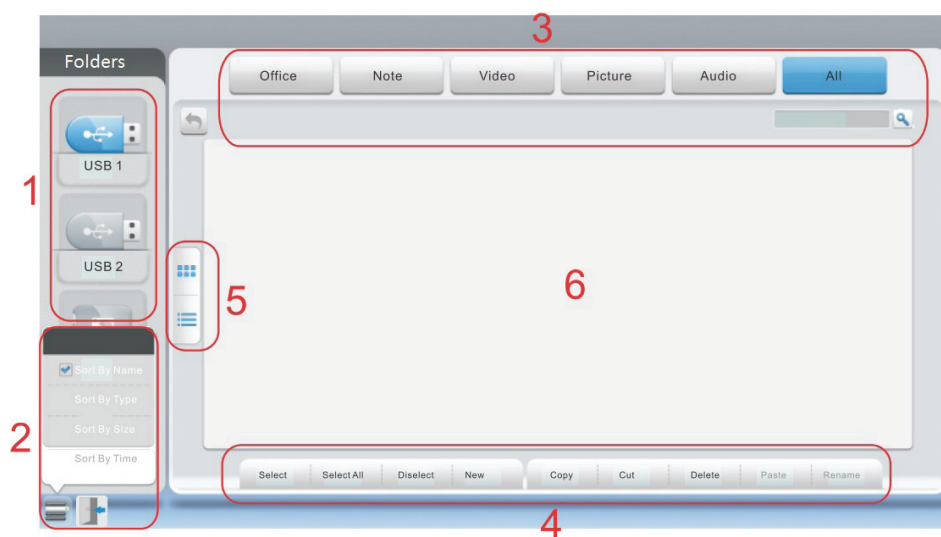 3
Folders
Office Note Video Picture Audio All
1
USB 1
USB 2
5
6
2
Sort By Name
Sort By Type
Sort By Size
Sort By Time
Select Select All Diselect New Copy Cut Delete Paste Rename
4